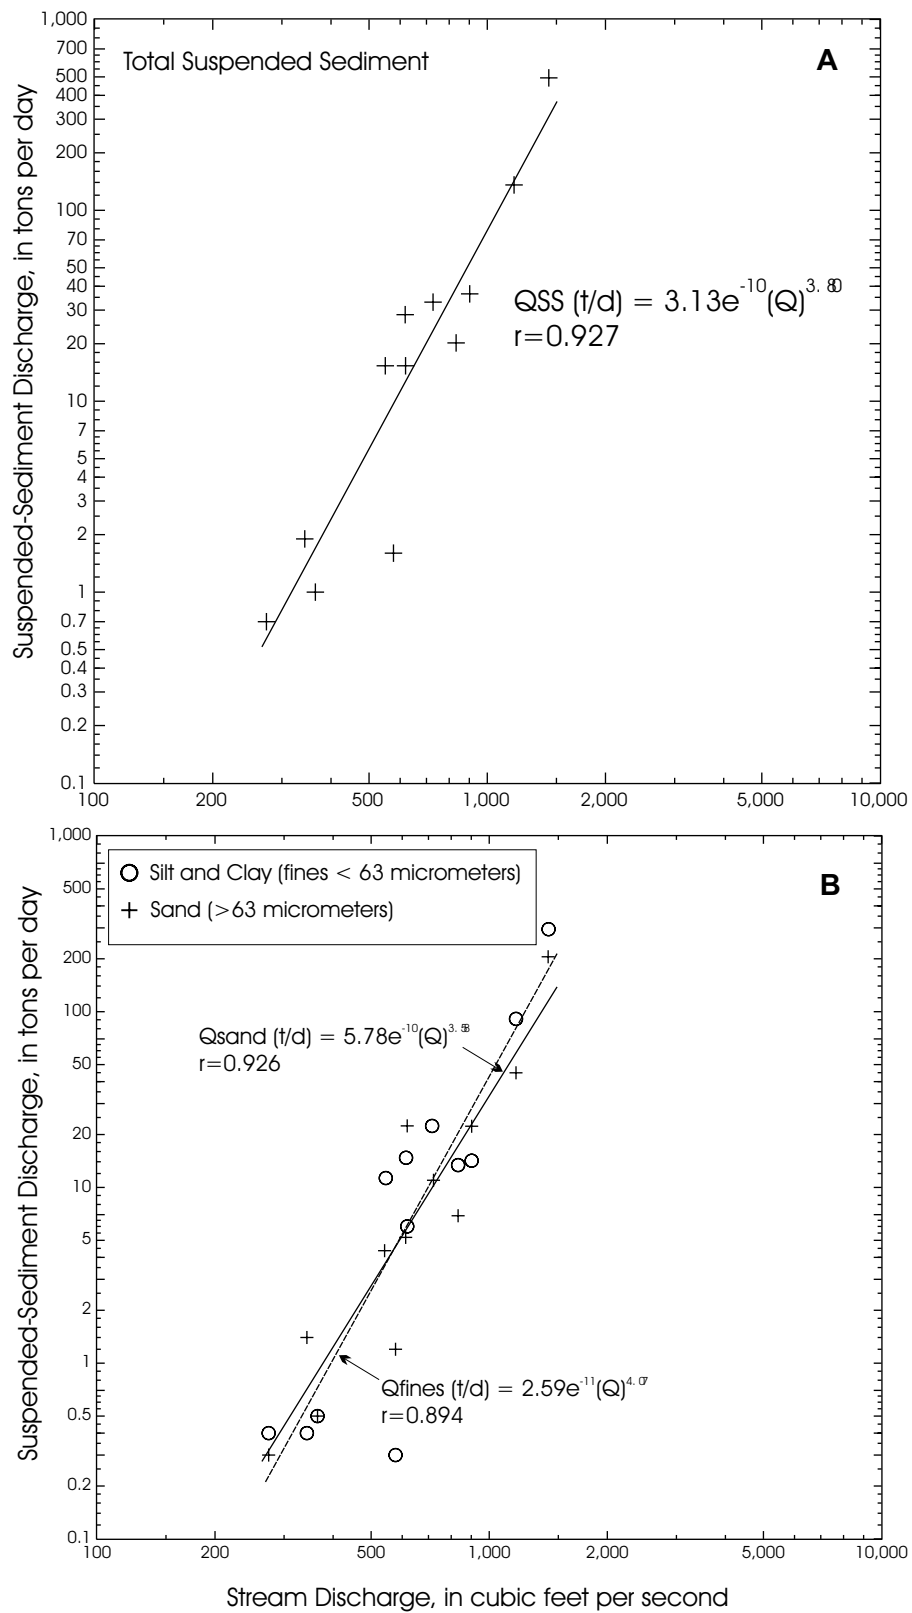 Total Suspended Sediment
A
Suspended-Sediment Discharge, in tons per day
1,000
700
500
400
300
200
100
70
50
40
30
20
10
7
5
4
3
2
1
0.7
0.5
0.4
0.3
0.2
0.1
QSS (t/d) = 3.13e-10(Q)3.80
r=0.927
100 200 500 1,000 2,000 5,000 10,000
B
Silt and Clay (fines < 63 micrometers)
Sand (>63 micrometers)
Suspended-Sediment Discharge, in tons per day
1,000
500
200
100
50
20
10
5
2
1
0.5
0.2
0.1
Qsand (t/d) = 5.78e-10(Q)3.58
r=0.926
Qfines (t/d) = 2.59e-11(Q)4.07
r=0.894
100 200 500 1,000 2,000 5,000 10,000
Stream Discharge, in cubic feet per second